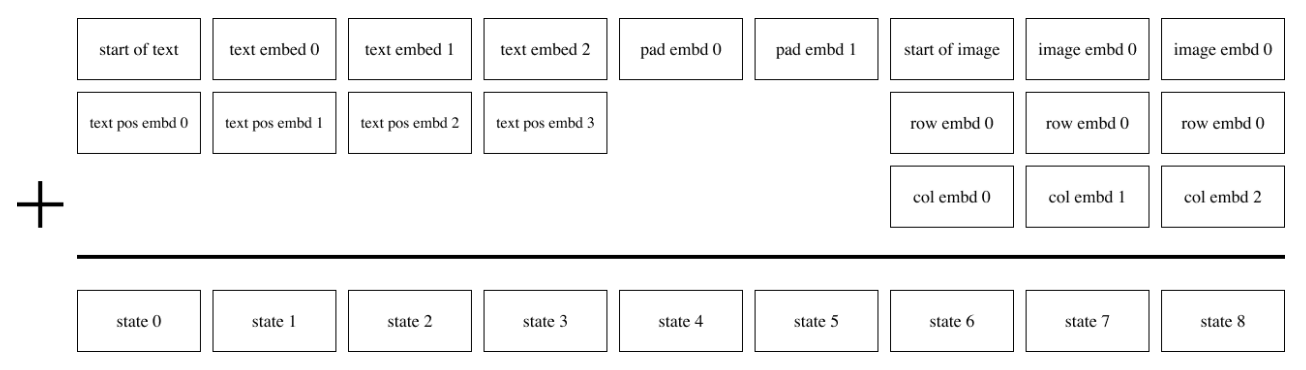 start of text text embed 0 text embed 1 text embed 2 pad embd 0 pad embd 1 start of image image embd 0 image embd 0
text pos embd 0 text pos embd 1 text pos embd 2 text pos embd 3 row embd 0 row embd 0 row embd 0
col embd 0 col embd 1 col embd 2
+
state 0 state 1 state 2 state 3 state 4 state 5 state 6 state 7 state 8